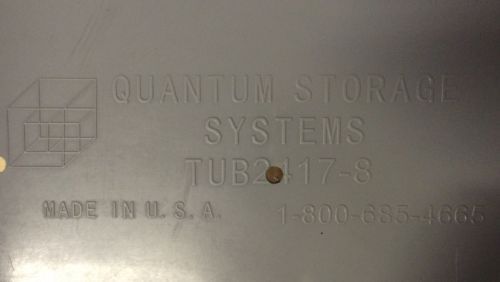 QUANTUM STORAGE
SYSTEMS
TUB2417-8
MADE IN U.S.A.
1-800-685-4665